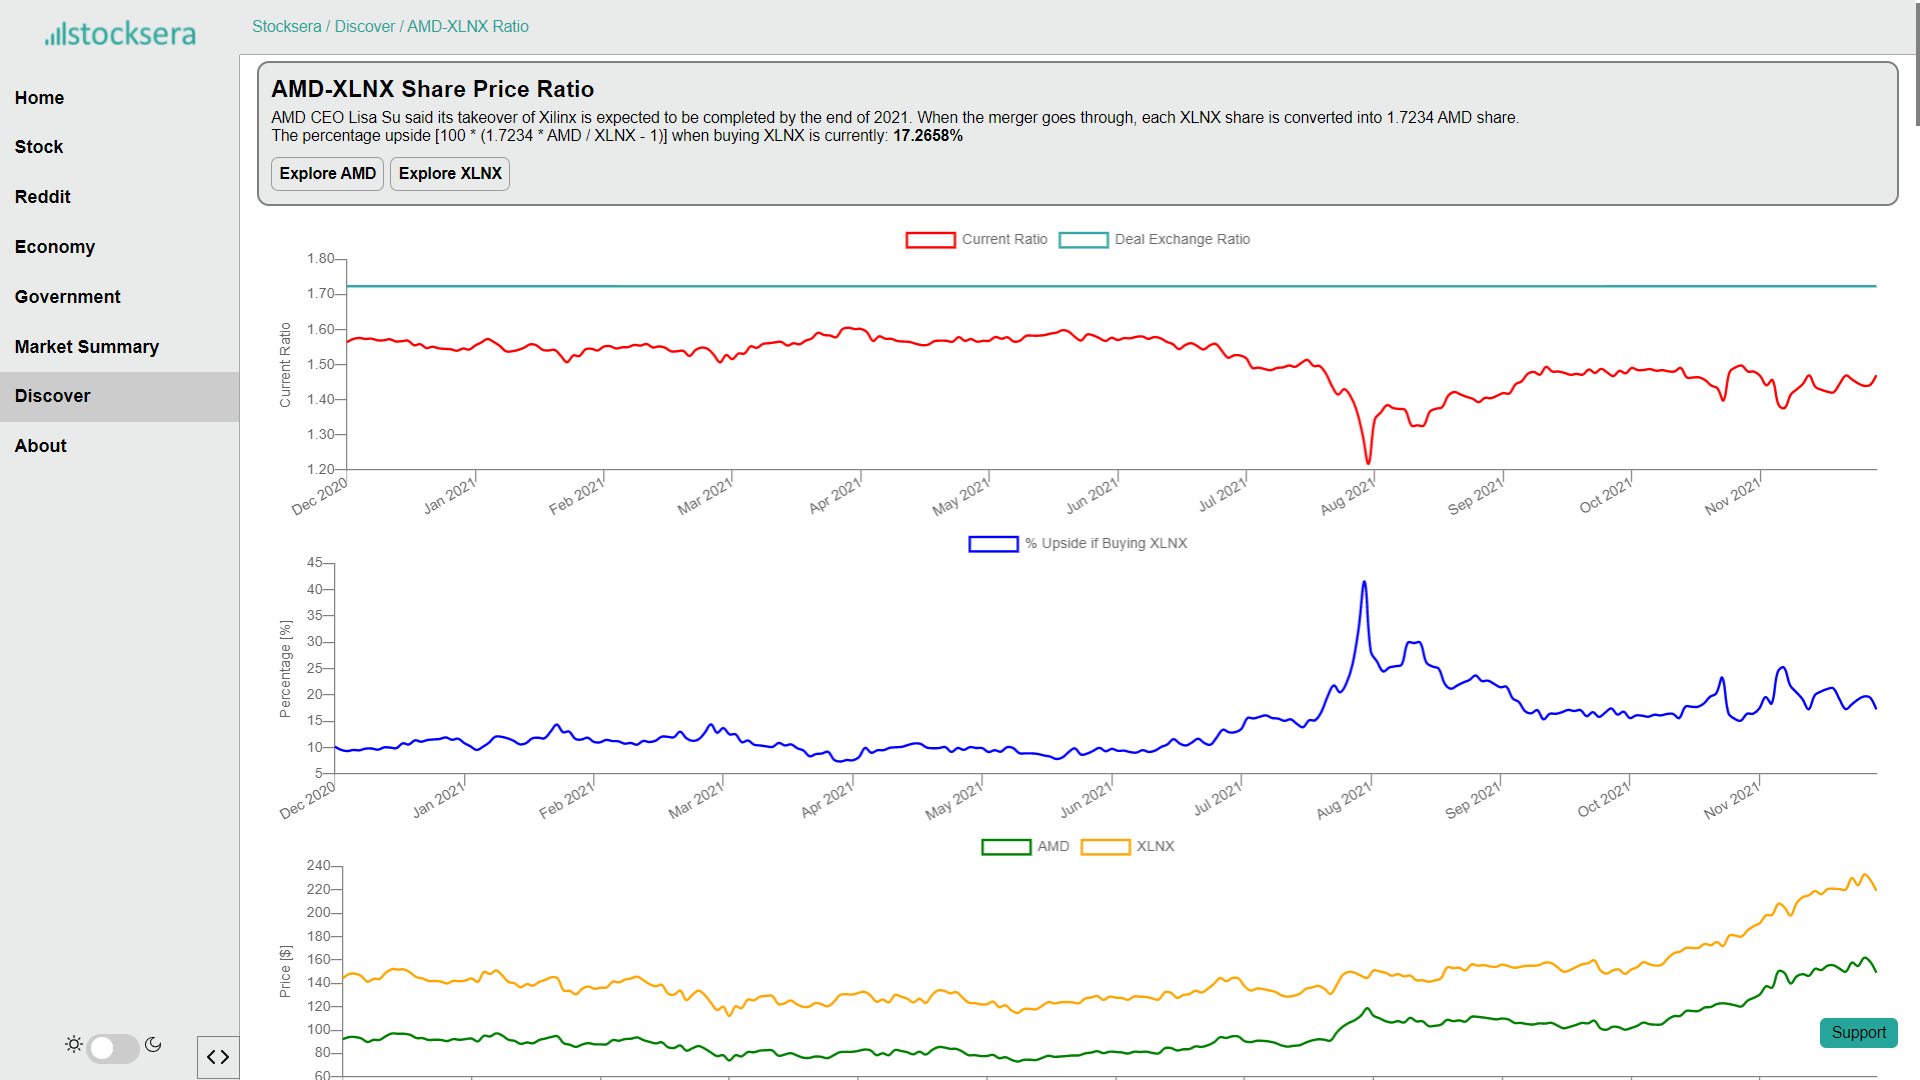 stocksera
Stocksera / Discover / AMD-XLNX Ratio
Home
Stock
Reddit
Economy
Government
Market Summary
Discover
About
AMD-XLNX Share Price Ratio
AMD CEO Lisa Su said its takeover of Xilinx is expected to be completed by the end of 2021. When the merger goes through, each XLNX share is converted into 1.7234 AMD share.
The percentage upside [100 * (1.7234 * AMD / XLNX - 1)] when buying XLNX is currently: 17.2658%
Explore AMD
Explore XLNX
Current Ratio
Deal Exchange Ratio
Current Ratio
1.80
1.70
1.60
1.50
1.40
1.30
1.20
Dec 2020
Jan 2021
Feb 2021
Mar 2021
Apr 2021
May 2021
Jun 2021
Jul 2021
Aug 2021
Sep 2021
Oct 2021
Nov 2021
% Upside if Buying XLNX
Percentage [%]
45
40
35
30
25
20
15
10
5
Dec 2020
Jan 2021
Feb 2021
Mar 2021
Apr 2021
May 2021
Jun 2021
Jul 2021
Aug 2021
Sep 2021
Oct 2021
Nov 2021
AMD
XLNX
Price [$]
240
220
200
180
160
140
120
100
80
60
Support